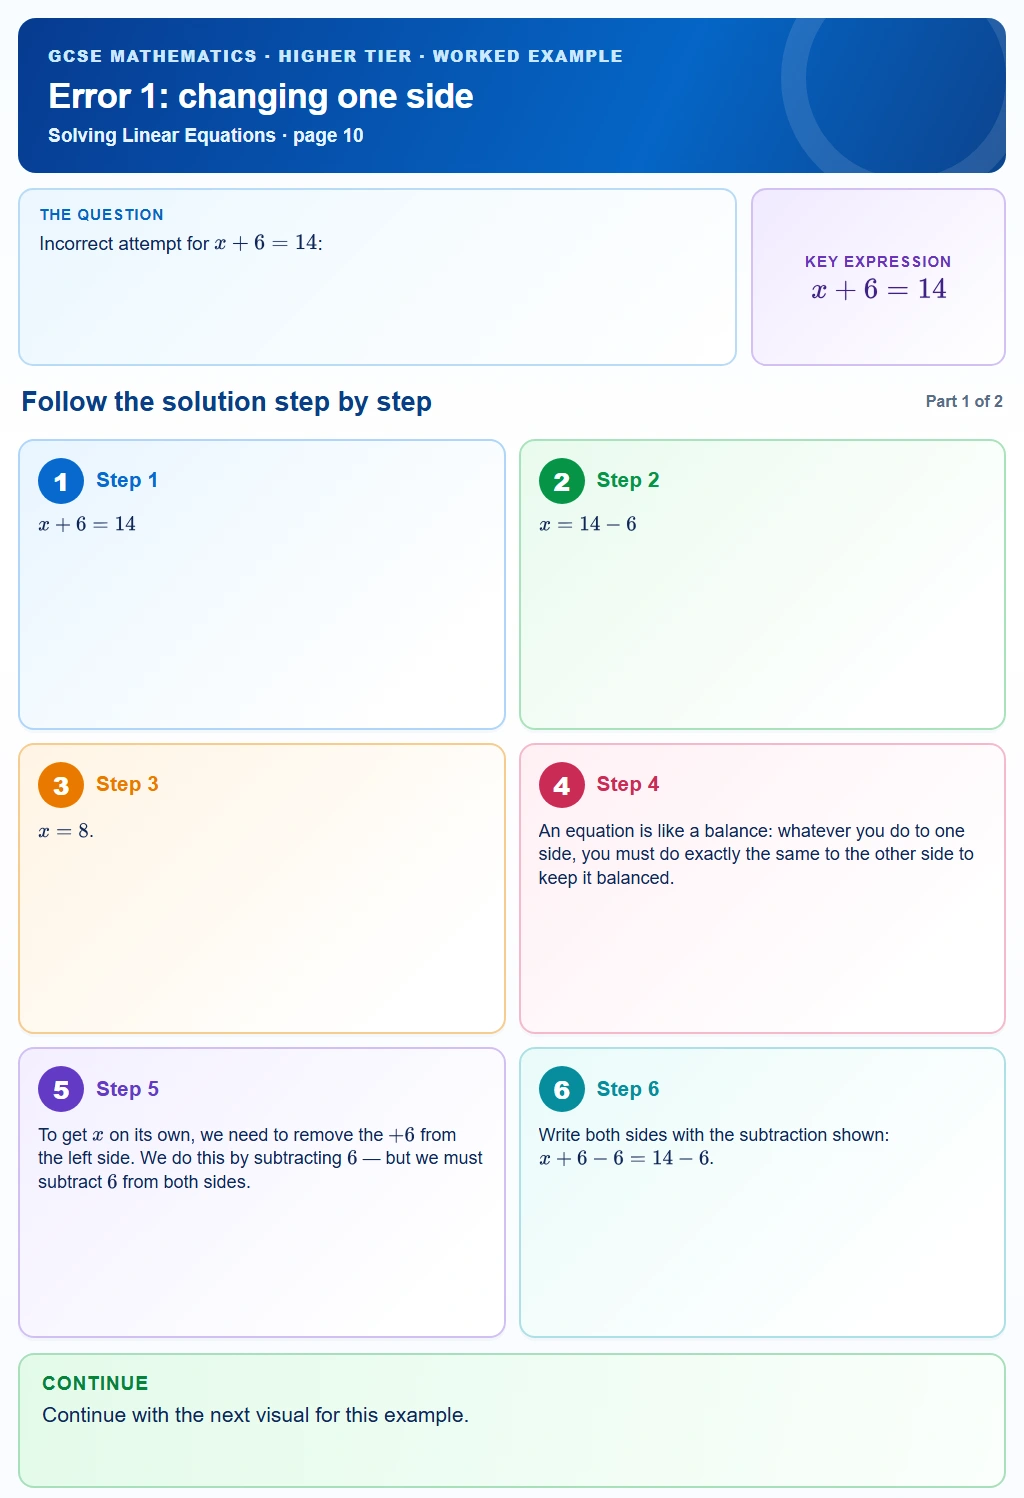 GCSE MATHEMATICS · HIGHER TIER · WORKED EXAMPLE
Error 1: changing one side
Solving Linear Equations · page 10
THE QUESTION
Incorrect attempt for x + 6 = 14:
KEY EXPRESSION
x + 6 = 14
Follow the solution step by step
Part 1 of 2
1 Step 1
x + 6 = 14
2 Step 2
x = 14 − 6
3 Step 3
x = 8.
4 Step 4
An equation is like a balance: whatever you do to one
side, you must do exactly the same to the other side to
keep it balanced.
5 Step 5
To get x on its own, we need to remove the +6 from
the left side. We do this by subtracting 6 — but we must
subtract 6 from both sides.
6 Step 6
Write both sides with the subtraction shown:
x + 6 − 6 = 14 − 6.
CONTINUE
Continue with the next visual for this example.